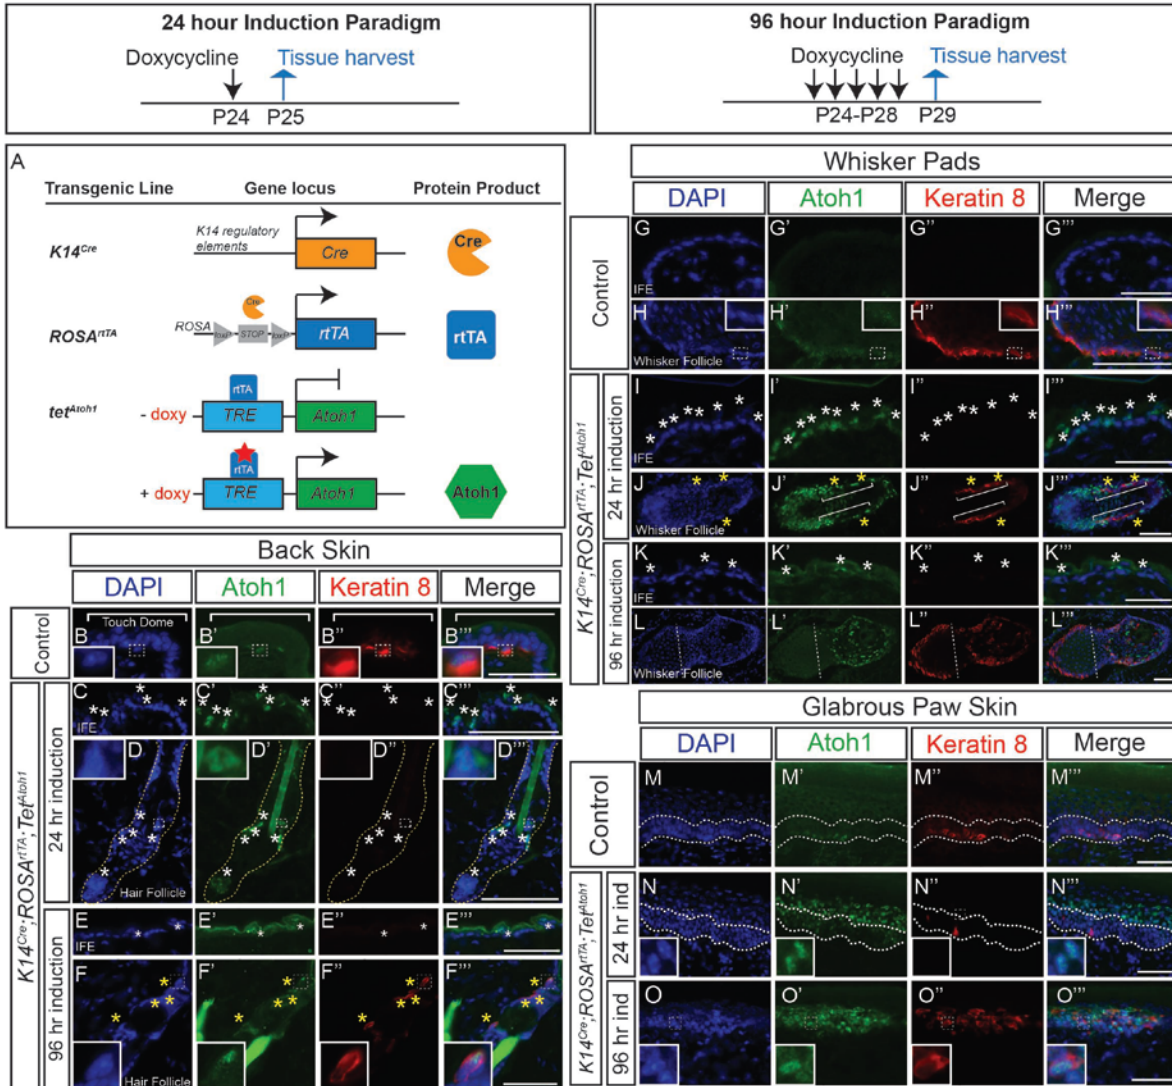 24 hour Induction Paradigm
Doxycycline
Tissue harvest
P24
P25
96 hour Induction Paradigm
Doxycycline
Tissue harvest
P24-P28
P29
A
Transgenic Line
Gene locus
Protein Product
K14Cre
K14 regulatory
elements
Cre
Cre
ROSArtTA
ROSA
loxP
STOP
loxP
Cre
rtTA
rtTA
tetAtoh1
- doxy
rtTA
TRE
Atoh1
+ doxy
rtTA
TRE
Atoh1
Atoh1
Back Skin
DAPI
Atoh1
Keratin 8
Merge
Control
Touch Dome
B
B'
B''
B'''
K14Cre;ROSArtTA;TetAtoh1
24 hr induction
C
C'
C''
C'''
IFE
D
D'
D''
D'''
Hair Follicle
96 hr induction
E
E'
E''
E'''
IFE
F
F'
F''
F'''
Hair Follicle
Whisker Pads
DAPI
Atoh1
Keratin 8
Merge
Control
G
G'
G''
G'''
IFE
H
H'
H''
H'''
Whisker Follicle
K14Cre;ROSArtTA;TetAtoh1
24 hr induction
I
I'
I''
I'''
IFE
J
J'
J''
J'''
Whisker Follicle
96 hr induction
K
K'
K''
K'''
IFE
L
L'
L''
L'''
Whisker Follicle
Glabrous Paw Skin
DAPI
Atoh1
Keratin 8
Merge
Control
M
M'
M''
M'''
K14Cre;ROSArtTA;TetAtoh1
24 hr ind
N
N'
N''
N'''
96 hr ind
O
O'
O''
O'''